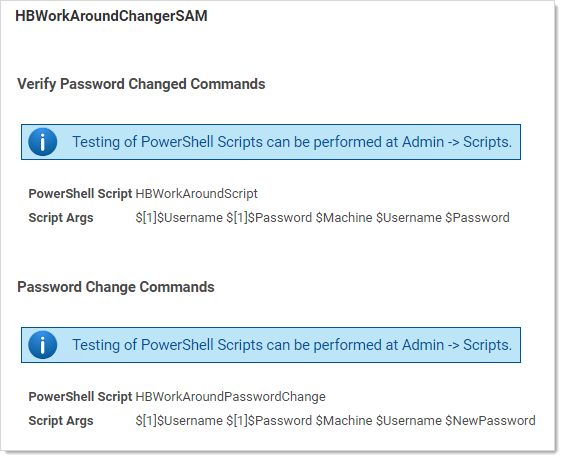 HBWorkAroundChangerSAM
Verify Password Changed Commands
Testing of PowerShell Scripts can be performed at Admin -> Scripts.
PowerShell Script HBWorkAroundScript
Script Args $[1]$Username $[1]$Password $Machine $Username $Password
Password Change Commands
Testing of PowerShell Scripts can be performed at Admin -> Scripts.
PowerShell Script HBWorkAroundPasswordChange
Script Args $[1]$Username $[1]$Password $Machine $Username $NewPassword